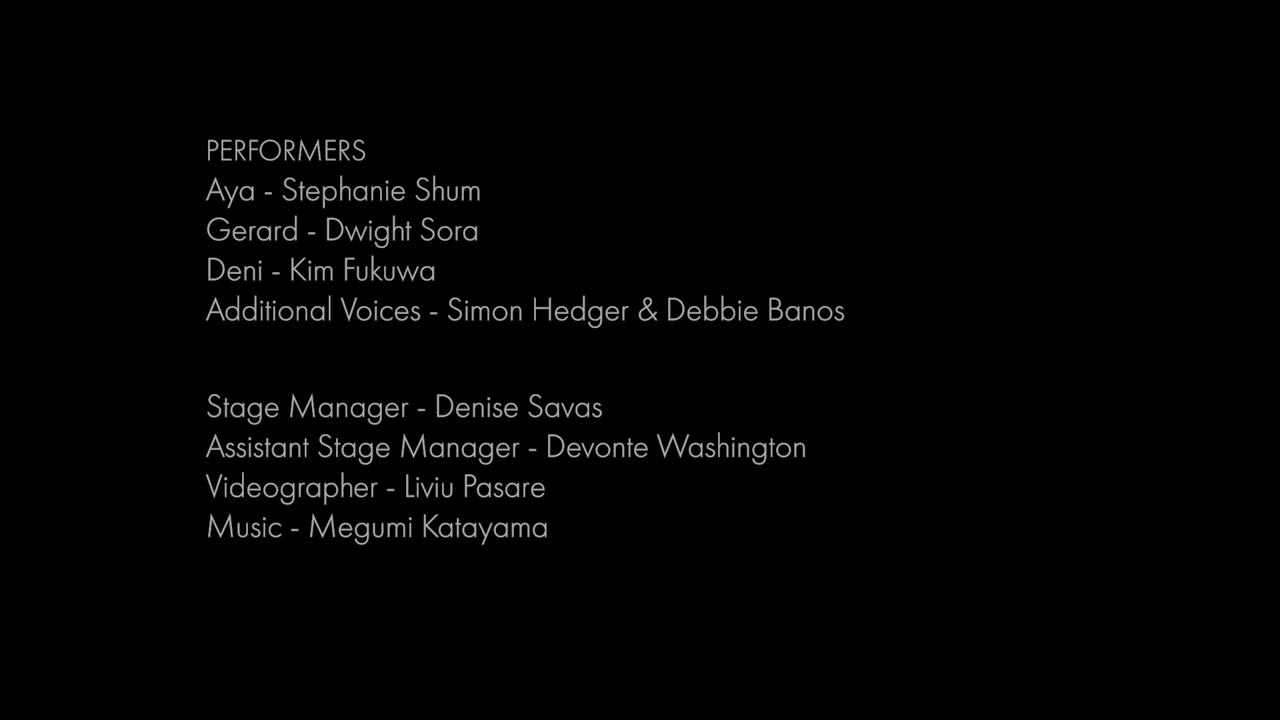 PERFORMERS
Aya - Stephanie Shum
Gerard - Dwight Sora
Deni - Kim Fukuwa
Additional Voices - Simon Hedger & Debbie Banos
Stage Manager - Denise Savas
Assistant Stage Manager - Devonte Washington
Videographer - Liviu Pasare
Music - Megumi Katayama